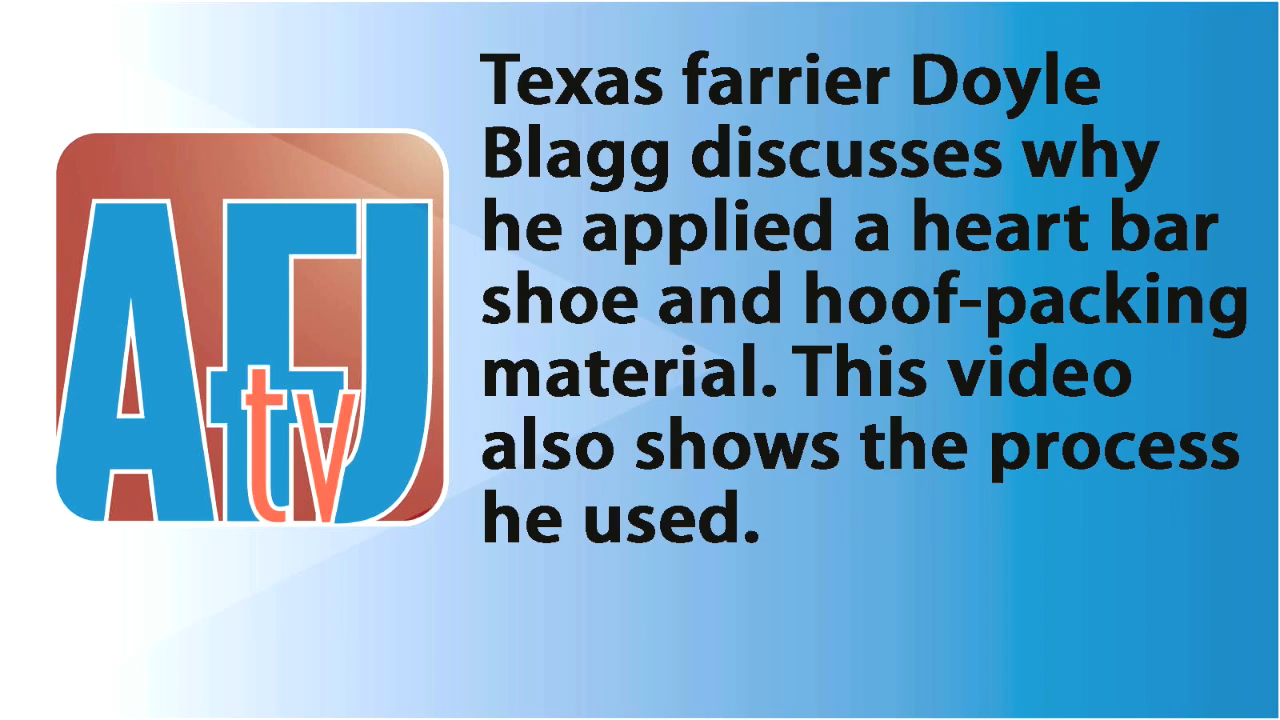 AFJ
tv
Texas farrier Doyle
Blagg discusses why
he applied a heart bar
shoe and hoof-packing
material. This video
also shows the process
he used.